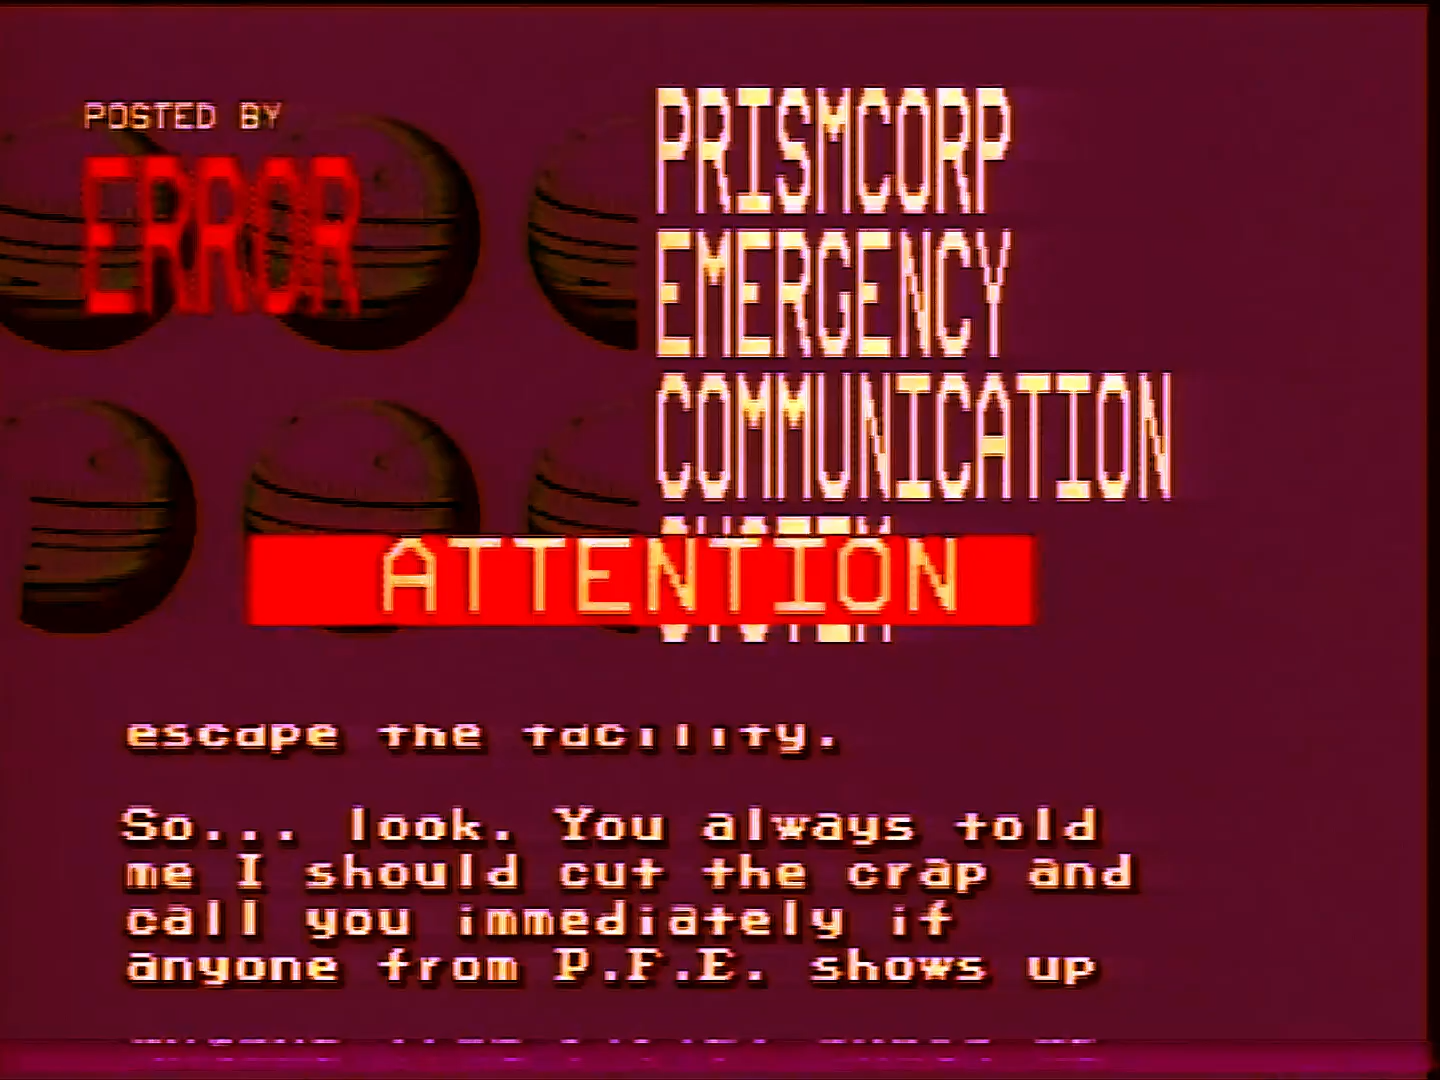 POSTED BY
ERROR
PRISMCORP
EMERGENCY
COMMUNICATION
SYSTEM
ATTENTION
escape the facility.
So... look. You always told
me I should cut the crap and
call you immediately if
anyone from P.F.E. shows up